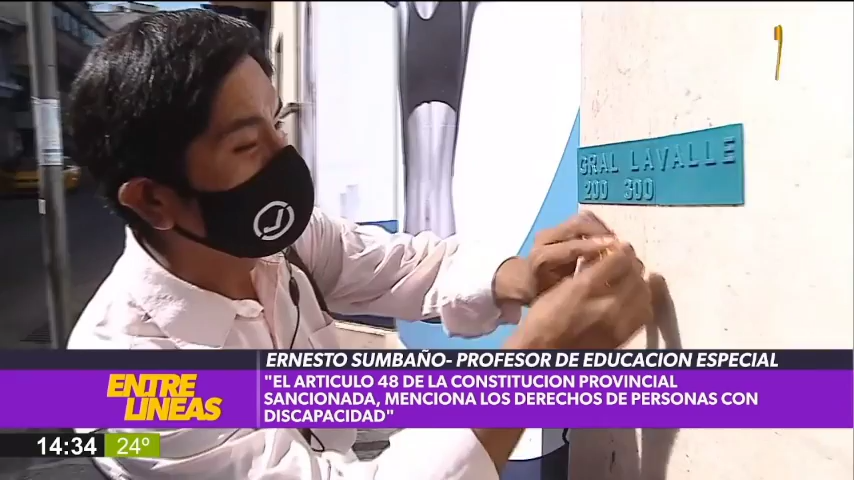 GRAL LAVALLE
200 300
ERNESTO SUMBAÑO- PROFESOR DE EDUCACION ESPECIAL
ENTRE
LINEAS
"EL ARTICULO 48 DE LA CONSTITUCION PROVINCIAL
SANCIONADA, MENCIONA LOS DERECHOS DE PERSONAS CON
DISCAPACIDAD"
14:34 24º